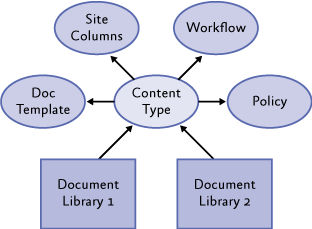 Site
Columns
Workflow
Doc
Template
Content
Type
Policy
Document
Library 1
Document
Library 2